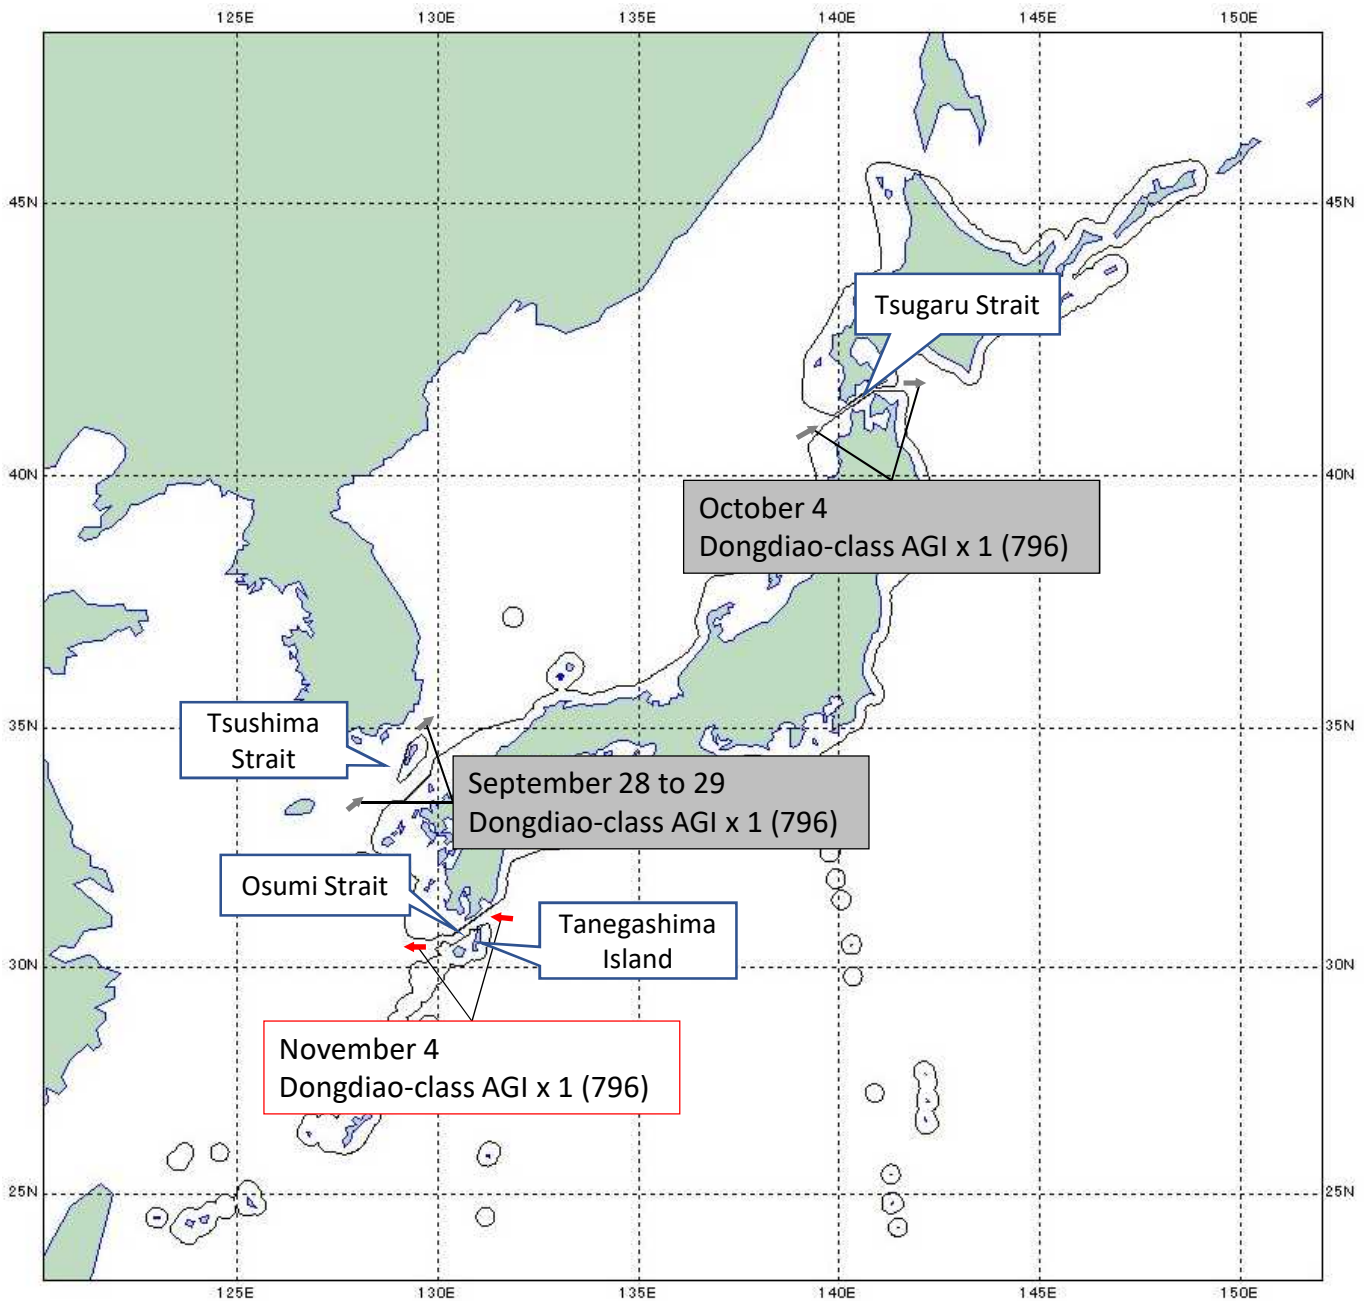 125E
130E
135E
140E
145E
150E
45N
45N
Tsugaru Strait
40N
40N
October 4
Dongdiao-class AGI x 1 (796)
35N
35N
Tsushima
Strait
September 28 to 29
Dongdiao-class AGI x 1 (796)
Osumi Strait
Tanegashima
Island
30N
30N
November 4
Dongdiao-class AGI x 1 (796)
25N
25N
125E
130E
135E
140E
145E
150E